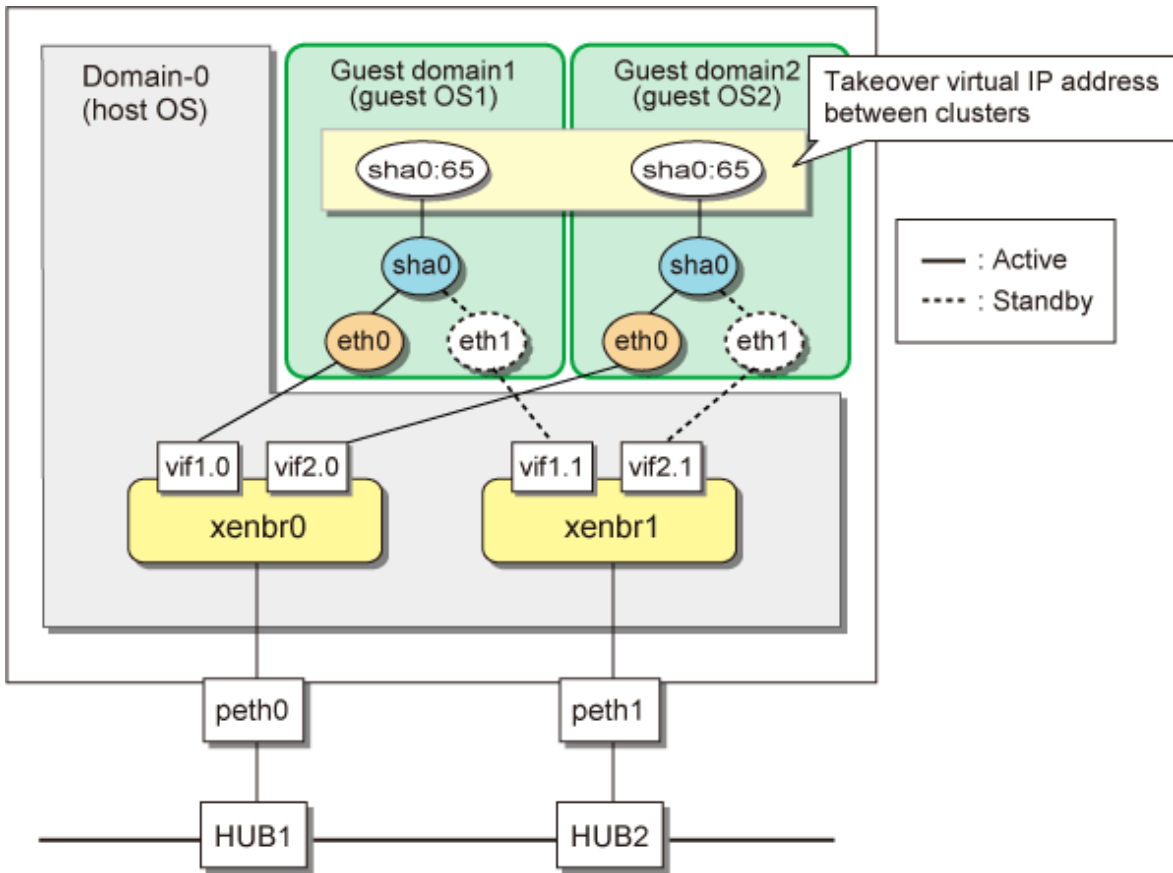 Domain-0
(host OS)
Guest domain1
(guest OS1)
Guest domain2
(guest OS2)
Takeover virtual IP address
between clusters
sha0:65
sha0:65
sha0
sha0
: Active
: Standby
eth0
eth1
eth0
eth1
vif1.0
vif2.0
vif1.1
vif2.1
xenbr0
xenbr1
peth0
peth1
HUB1
HUB2